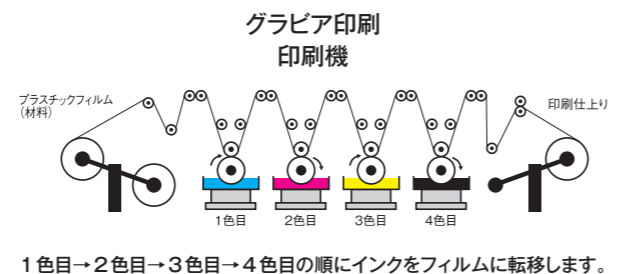 グラビア印刷
印刷機
プラスチックフィルム
（材料）
印刷仕上り
1色目
2色目
3色目
4色目
1色目→2色目→3色目→4色目の順にインクをフィルムに転移します。